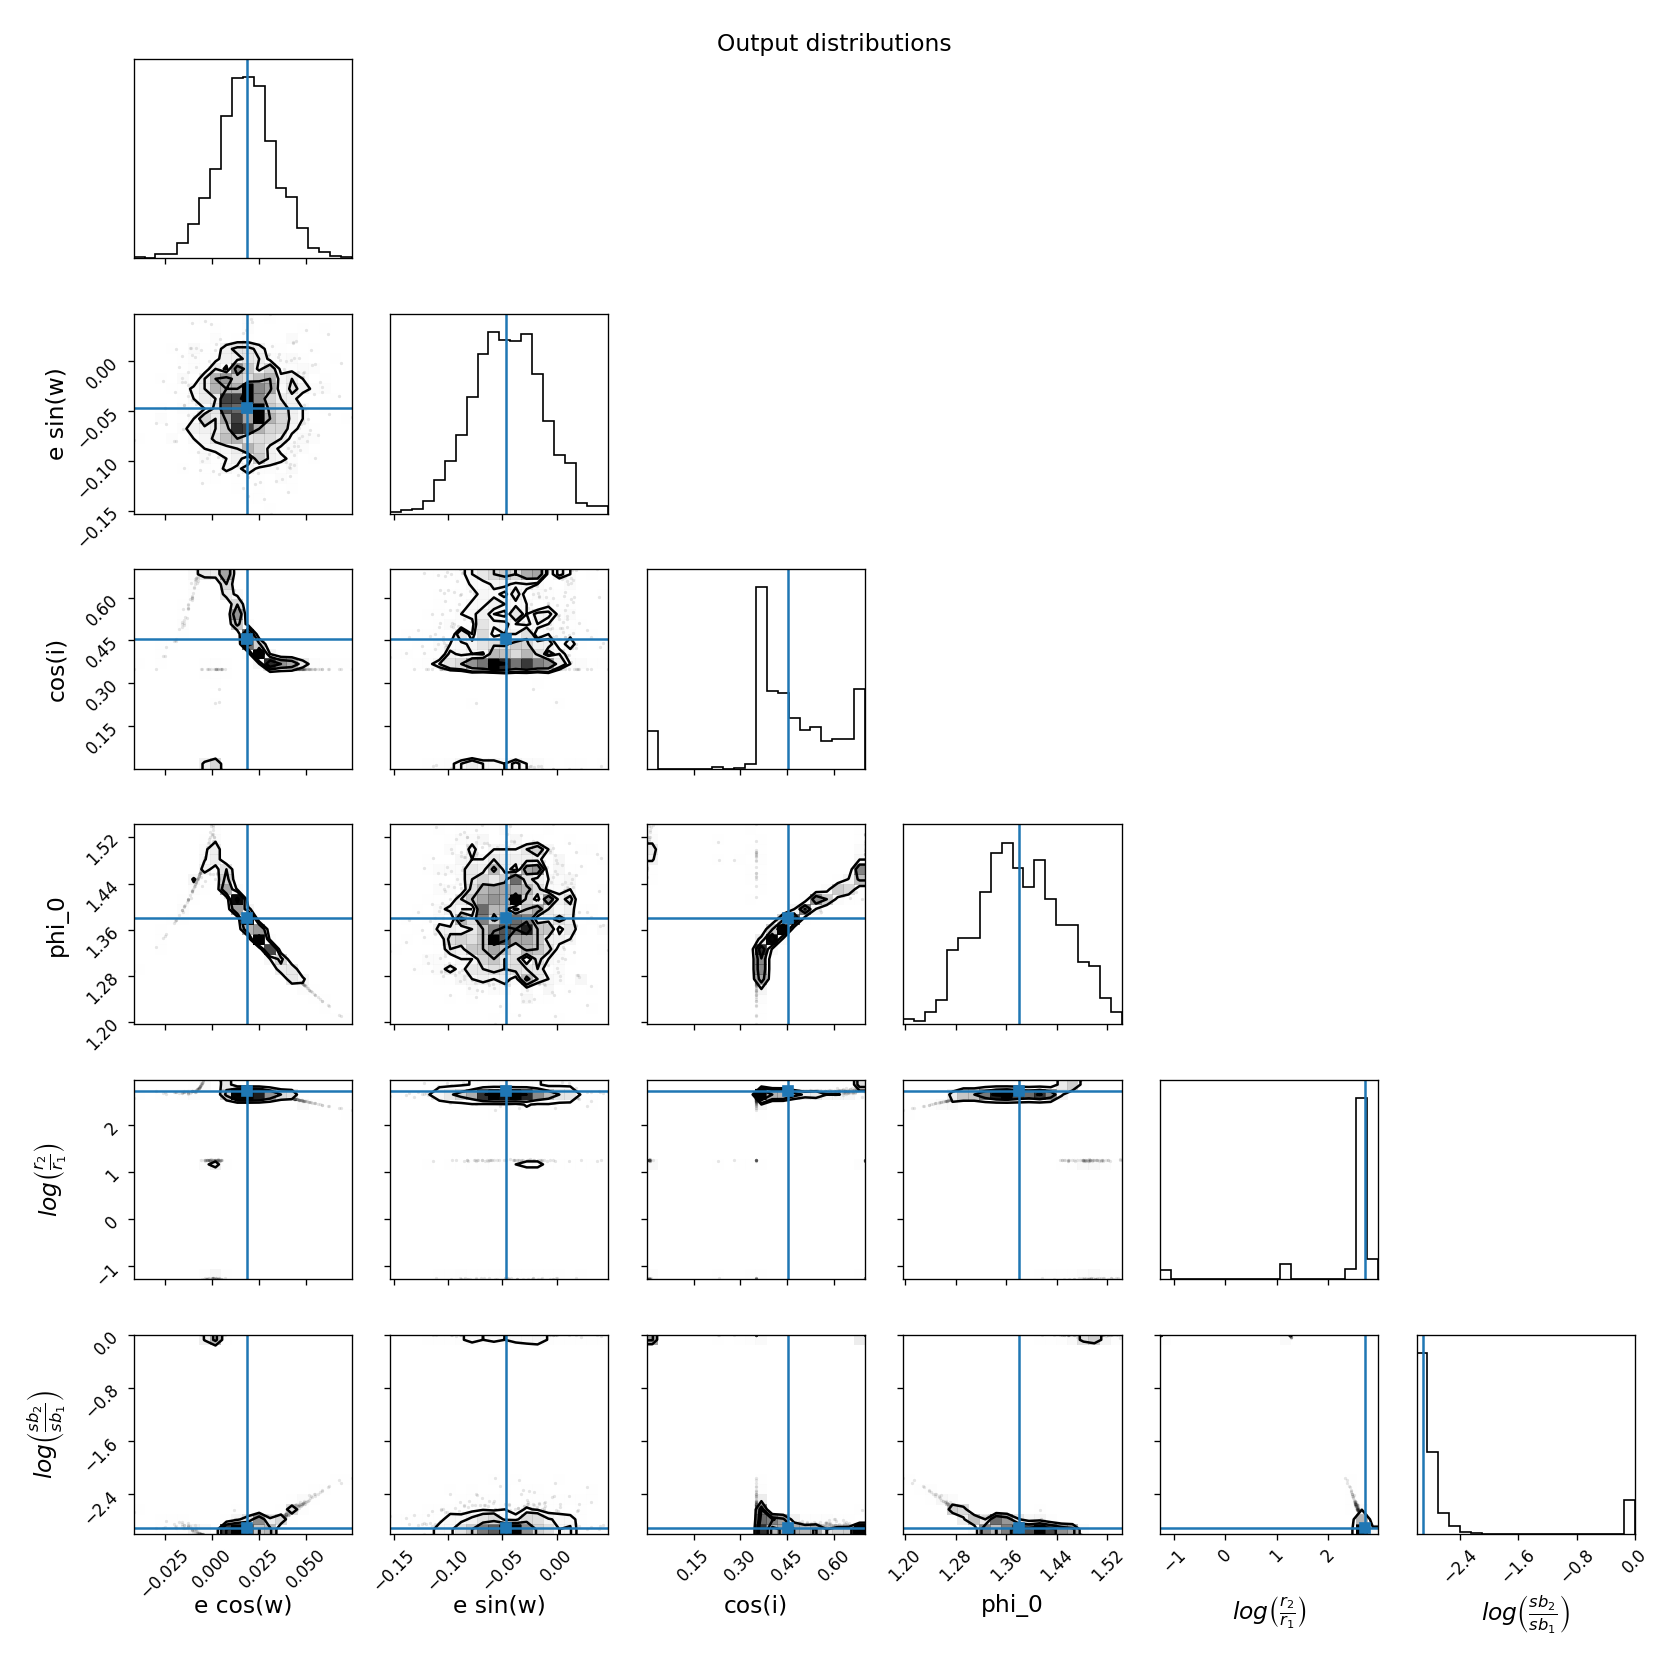 Output distributions
e sin(w)
0.00
−0.05
−0.10
−0.15
cos(i)
0.60
0.45
0.30
0.15
phi_0
1.52
1.44
1.36
1.28
1.20
log(r2/r1)
2
1
0
−1
log(sb2/sb1)
0.0
−0.8
−1.6
−2.4
−0.025 0.000 0.025 0.050
e cos(w)
−0.15 −0.10 −0.05 0.00
e sin(w)
0.15 0.30 0.45 0.60
cos(i)
1.20 1.28 1.36 1.44 1.52
phi_0
−1 0 1 2
log(r2/r1)
−2.4 −1.6 −0.8 0.0
log(sb2/sb1)